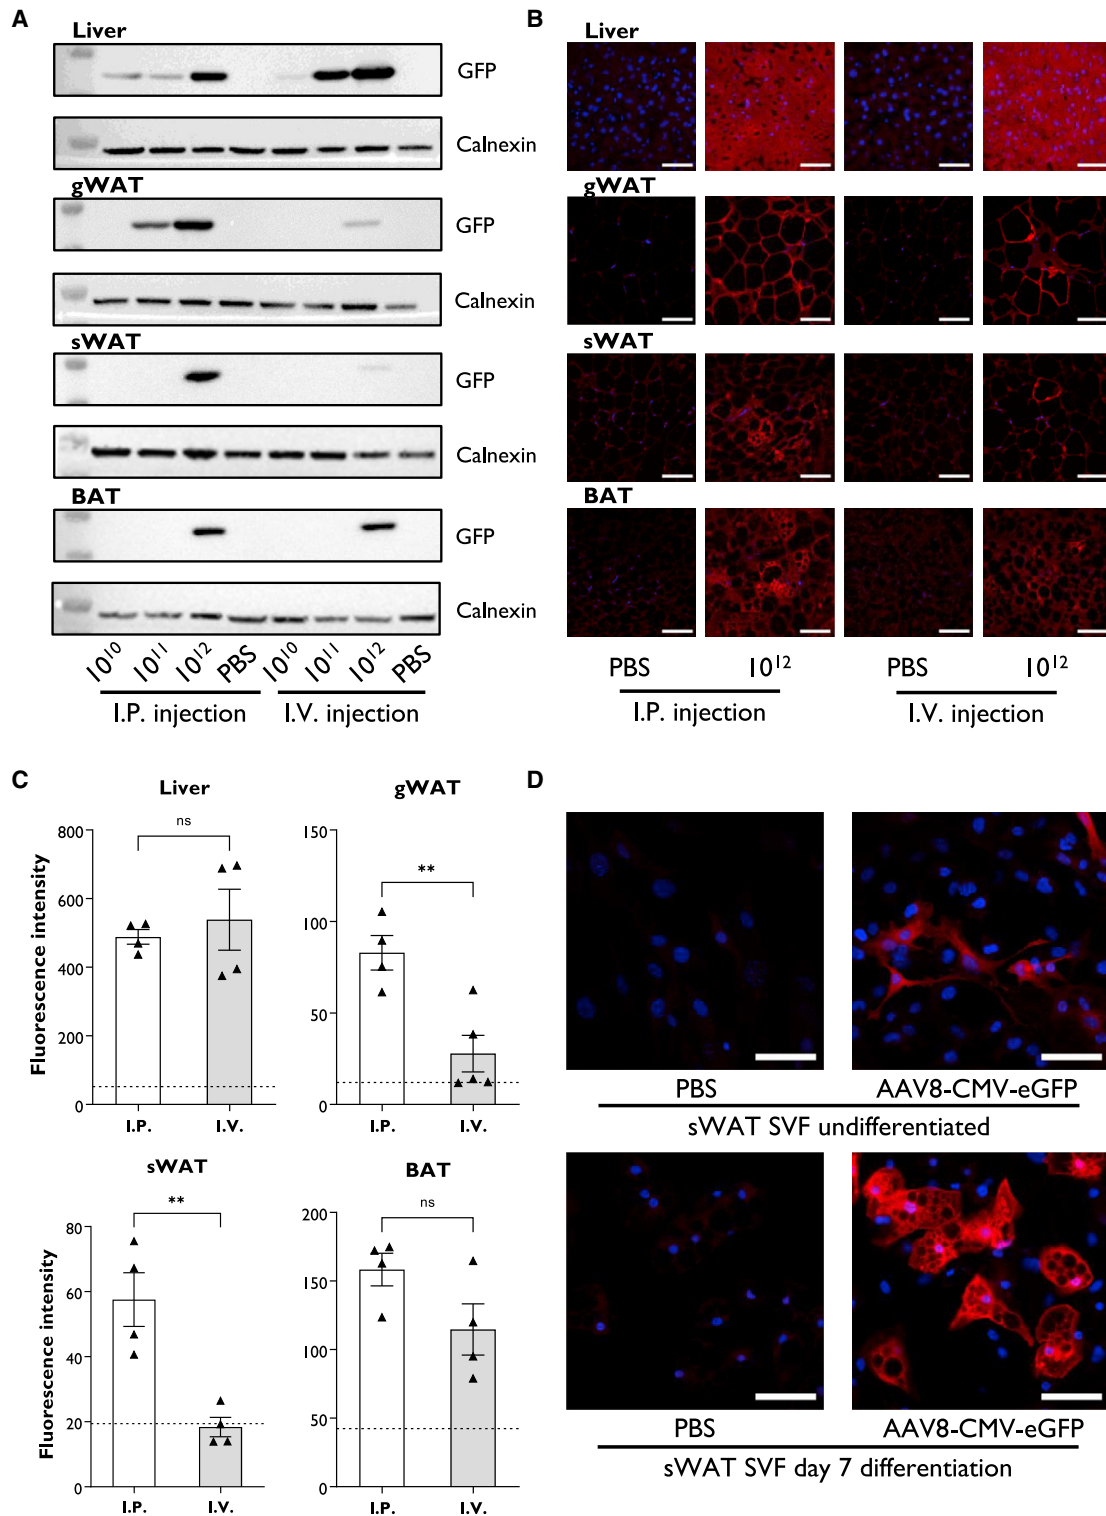 A
Liver
GFP
Calnexin
gWAT
GFP
Calnexin
sWAT
GFP
Calnexin
BAT
GFP
Calnexin
10¹⁰ 10¹¹ 10¹² PBS 10¹⁰ 10¹¹ 10¹² PBS
I.P. injection I.V. injection
B
Liver
gWAT
sWAT
BAT
PBS 10¹² PBS 10¹²
I.P. injection I.V. injection
C
Liver
ns
Fluorescence intensity
800
600
400
200
0
I.P. I.V.
gWAT
**
150
100
50
0
I.P. I.V.
sWAT
**
Fluorescence intensity
80
60
40
20
0
I.P. I.V.
BAT
ns
200
150
100
50
0
I.P. I.V.
D
PBS AAV8-CMV-eGFP
sWAT SVF undifferentiated
PBS AAV8-CMV-eGFP
sWAT SVF day 7 differentiation